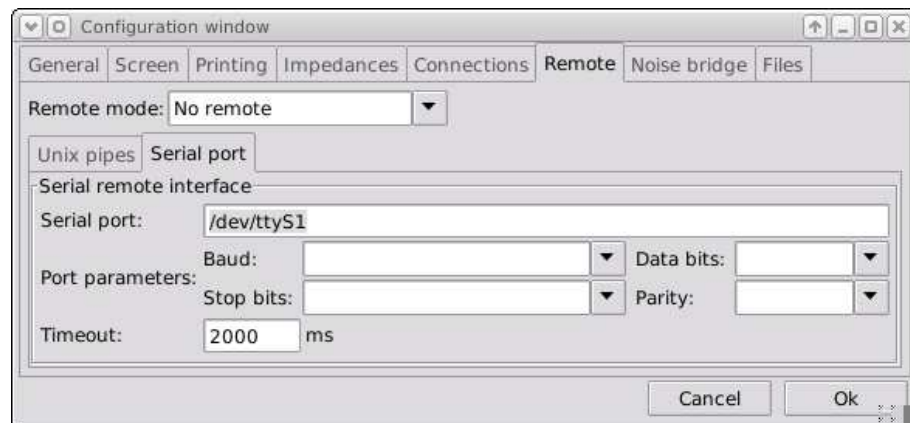 Configuration window
General Screen Printing Impedances Connections Remote Noise bridge Files
Remote mode: No remote
Unix pipes Serial port
Serial remote interface
Serial port: /dev/ttyS1
Port parameters: Baud: Data bits:
Stop bits: Parity:
Timeout: 2000 ms
Cancel Ok